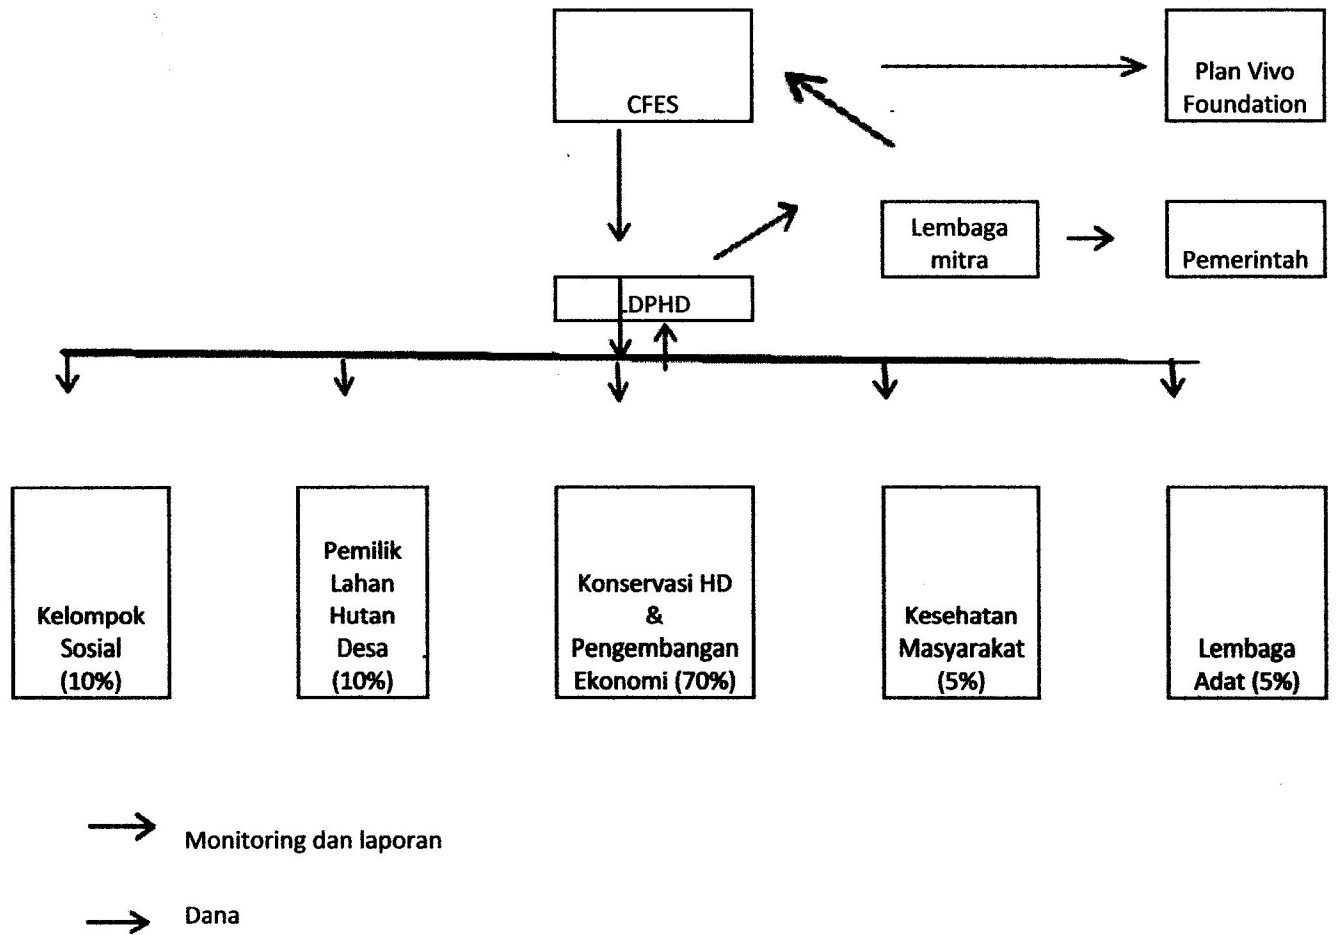 CFES
Plan Vivo
Foundation
Lembaga
mitra
Pemerintah
LDPHD
Kelompok
Sosial
(10%)
Pemilik
Lahan
Hutan
Desa
(10%)
Konservasi HD
&
Pengembangan
Ekonomi (70%)
Kesehatan
Masyarakat
(5%)
Lembaga
Adat (5%)
Monitoring dan laporan
Dana